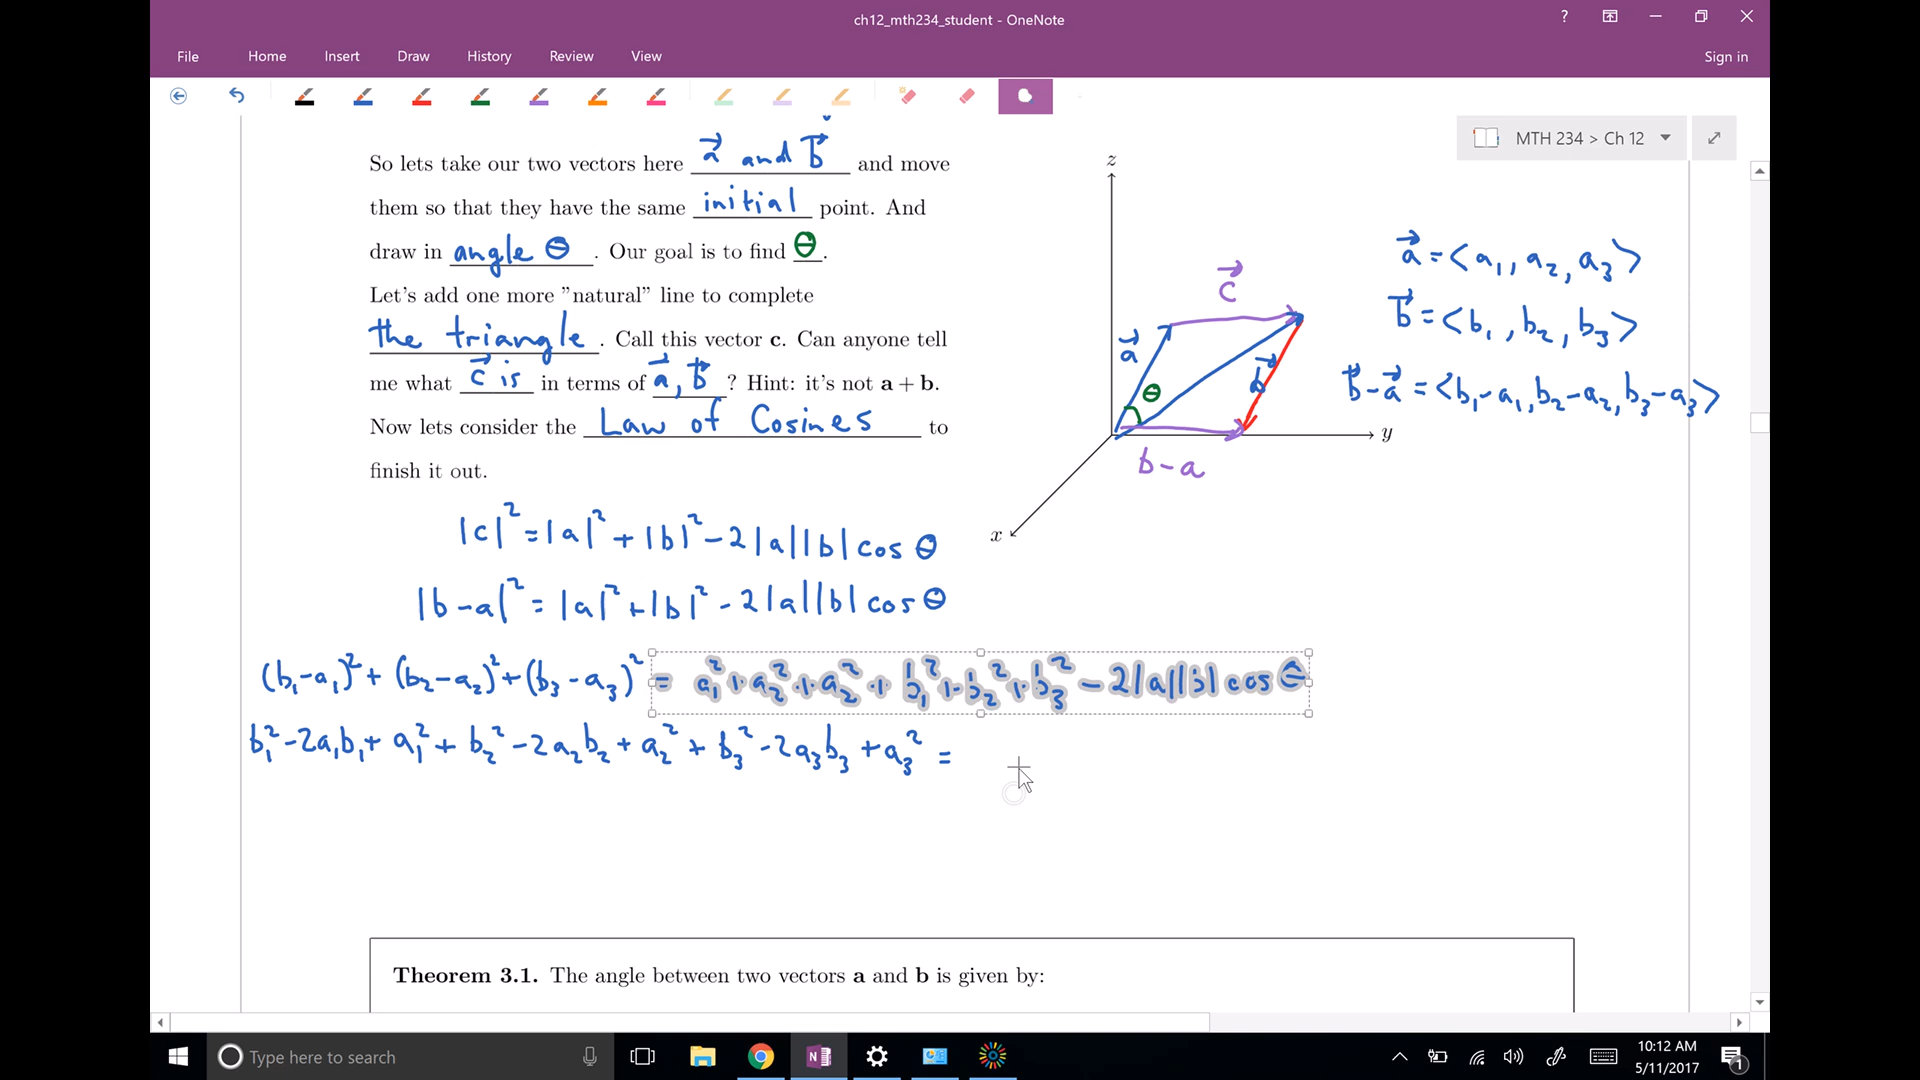 ch12_mth234_student - OneNote
File Home Insert Draw History Review View Sign in
MTH 234 > Ch 12
So lets take our two vectors here a⃗ and b⃗ and move
them so that they have the same initial point. And
draw in angle θ. Our goal is to find θ.
Let's add one more "natural" line to complete
the triangle. Call this vector c. Can anyone tell
me what c⃗ is in terms of a⃗, b⃗? Hint: it's not a + b.
Now lets consider the Law of Cosines to
finish it out.
z
c⃗
a⃗
θ
b⃗
y
b - a
x
a⃗ = <a₁, a₂, a₃>
b⃗ = <b₁, b₂, b₃>
b⃗ - a⃗ = <b₁-a₁, b₂-a₂, b₃-a₃>
|c|² = |a|² + |b|² - 2|a||b| cos θ
|b-a|² = |a|² + |b|² - 2|a||b| cos θ
(b₁-a₁)² + (b₂-a₂)² + (b₃-a₃)² = a₁² + a₂² + a₂² + b₁² + b₂² + b₃² - 2|a||b| cos θ
b₁² - 2a₁b₁ + a₁² + b₂² - 2a₂b₂ + a₂² + b₃² - 2a₃b₃ + a₃² =
Theorem 3.1. The angle between two vectors a and b is given by:
Type here to search
10:12 AM
5/11/2017
1